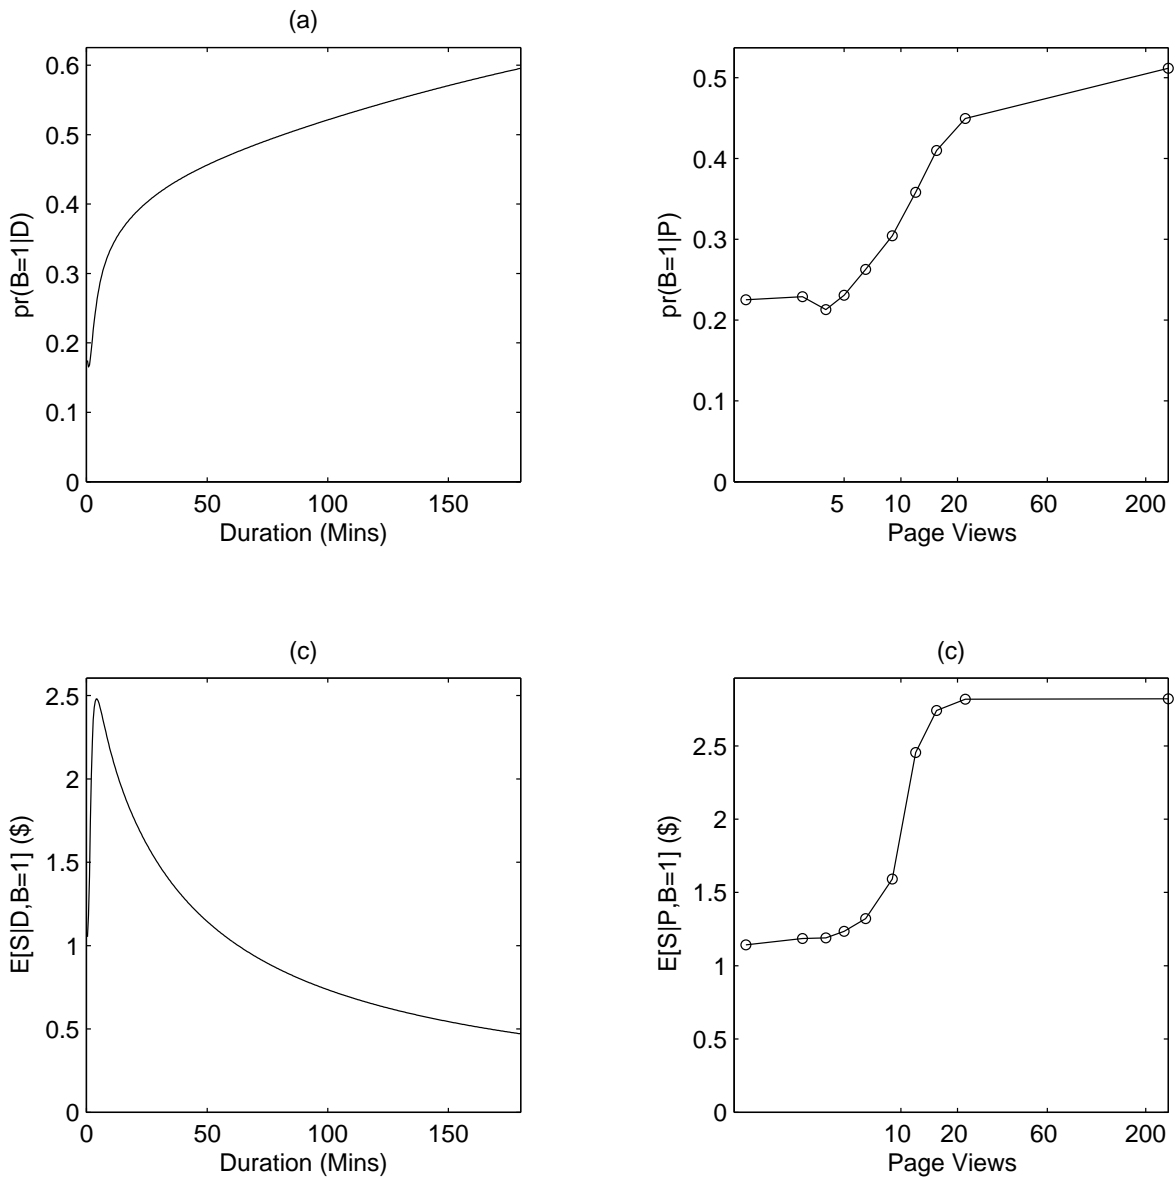 (a)
pr(B=1|D)
0.6
0.5
0.4
0.3
0.2
0.1
0
0 50 100 150
Duration (Mins)
pr(B=1|P)
0.5
0.4
0.3
0.2
0.1
0
5 10 20 60 200
Page Views
(c)
E[S|D,B=1] ($)
2.5
2
1.5
1
0.5
0
0 50 100 150
Duration (Mins)
(c)
E[S|P,B=1] ($)
2.5
2
1.5
1
0.5
0
10 20 60 200
Page Views